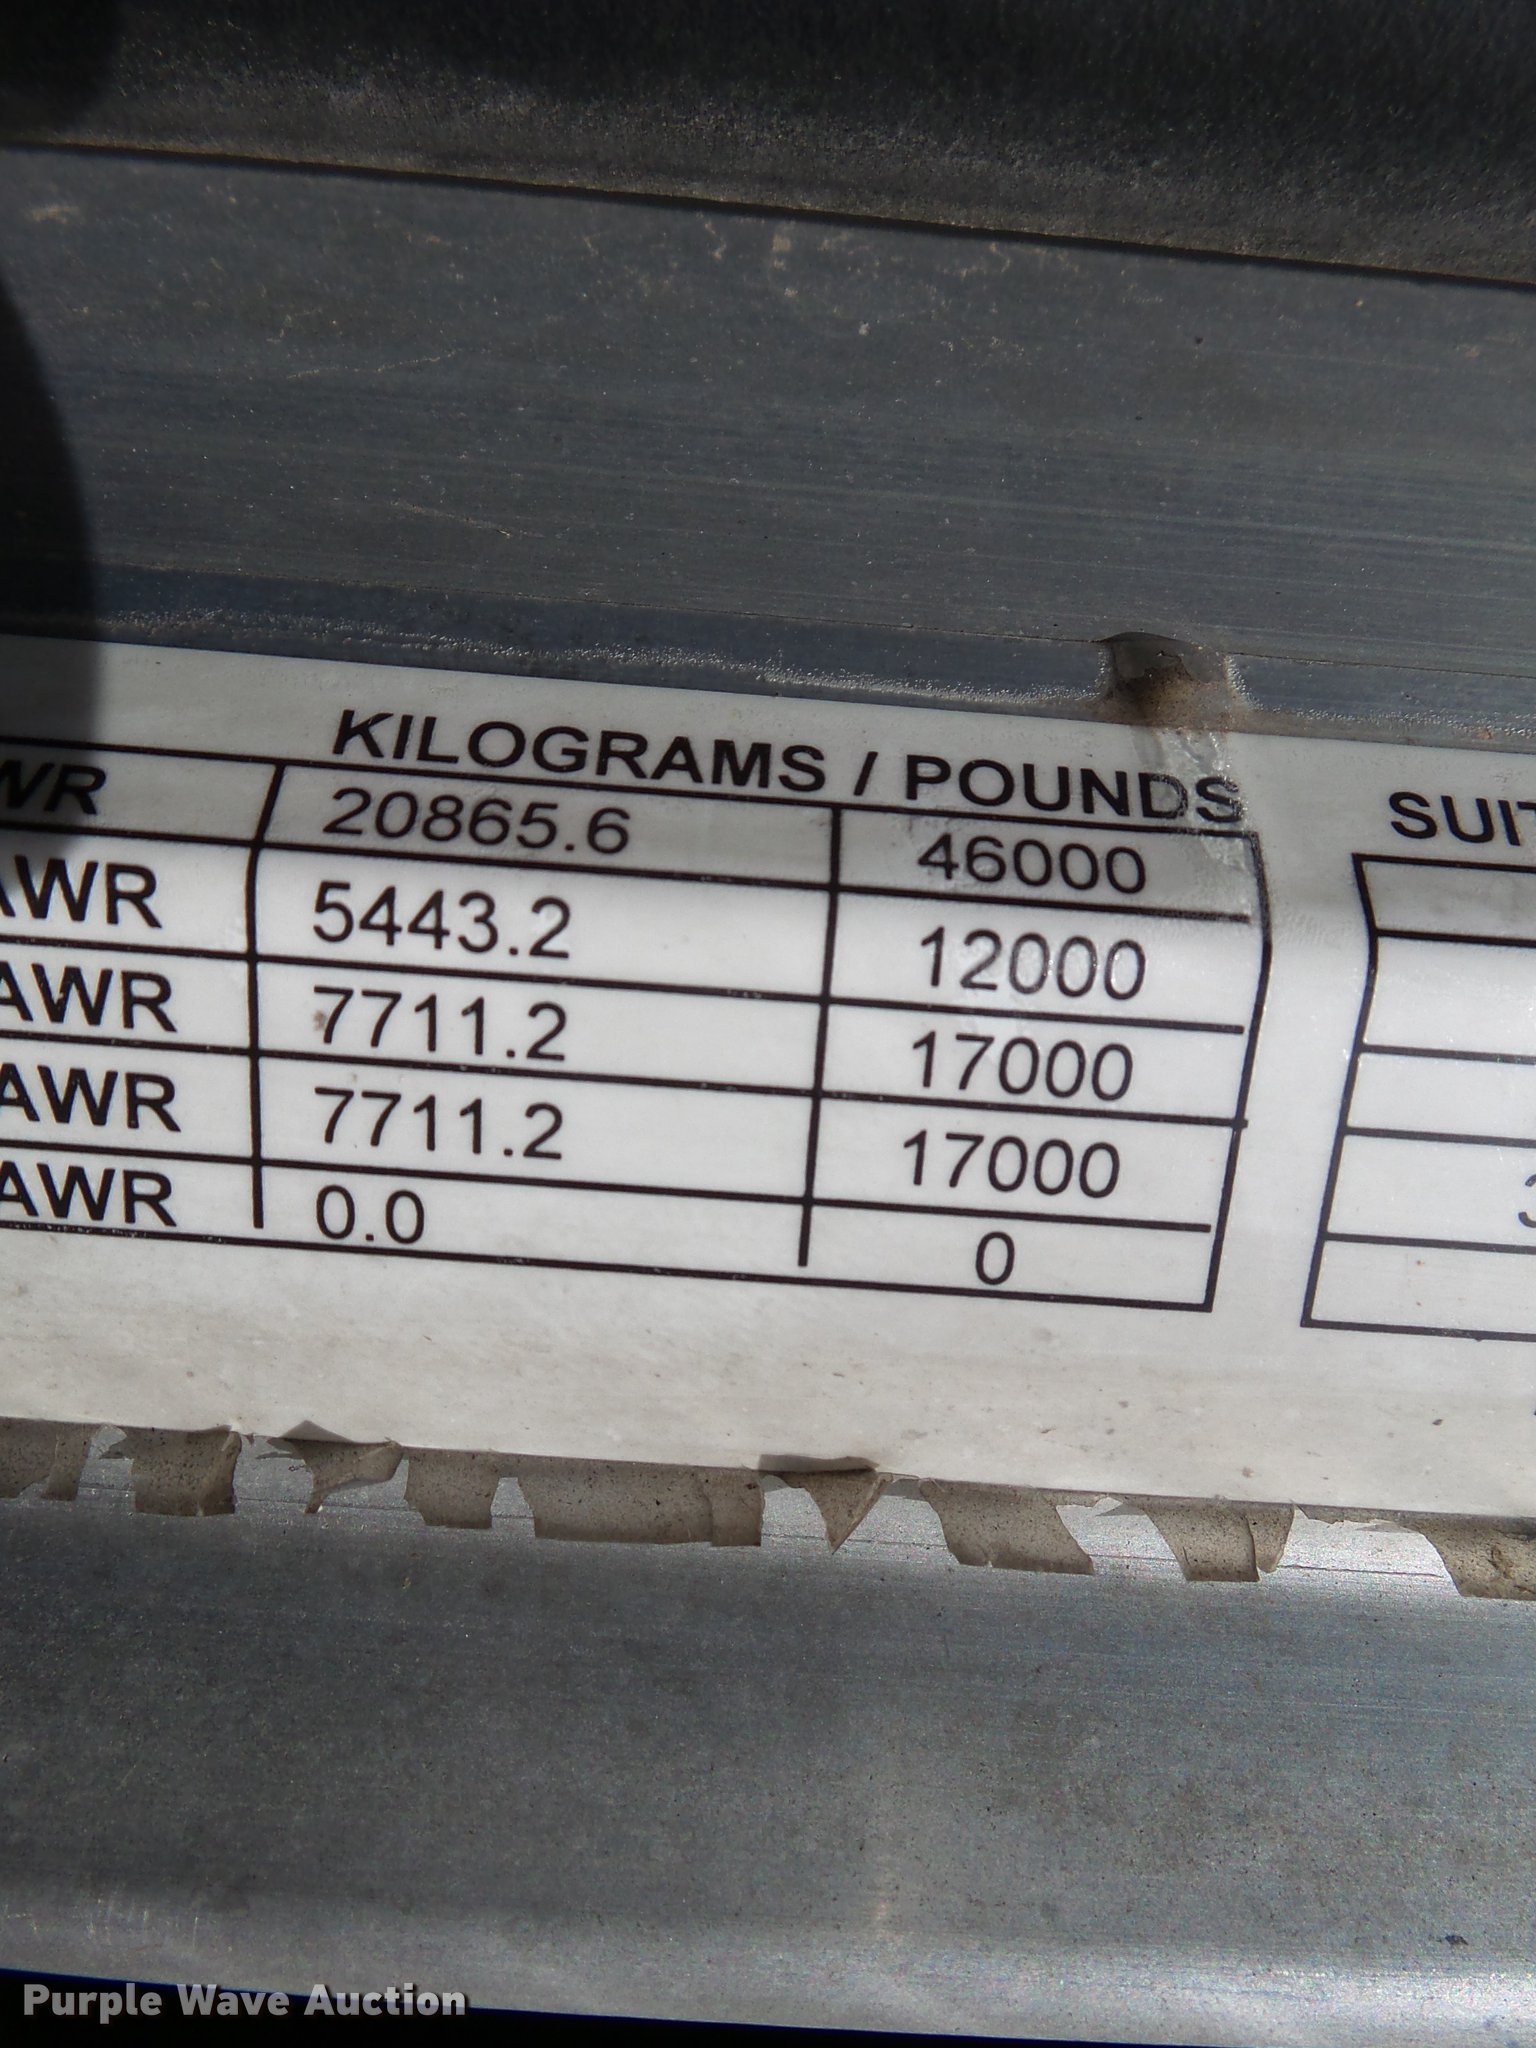 KILOGRAMS / POUNDS SUIT
WR 20865.6 46000
AWR 5443.2 12000
AWR 7711.2 17000
AWR 7711.2 17000
AWR 0.0 0
Purple Wave Auction